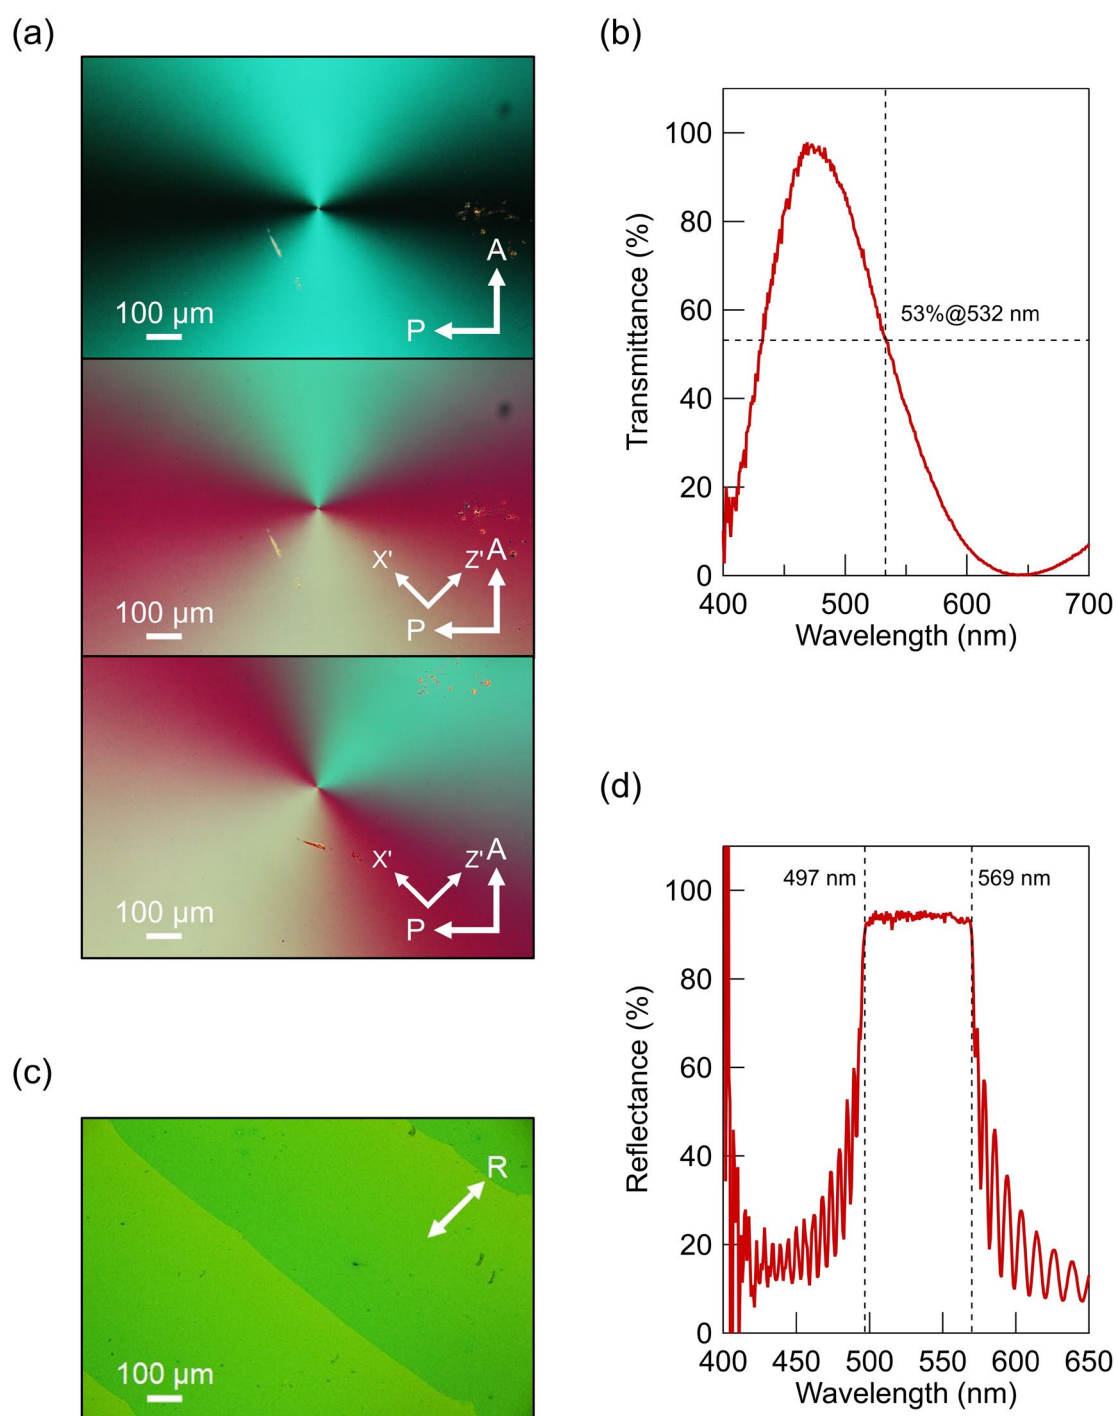 (a)
A
P
100 µm
X'
Z'
A
P
100 µm
X'
Z'
A
P
100 µm
(b)
100
80
60
40
20
0
53%@532 nm
400
500
600
700
Wavelength (nm)
Transmittance (%)
(c)
R
100 µm
(d)
497 nm
569 nm
100
80
60
40
20
0
400
450
500
550
600
650
Wavelength (nm)
Reflectance (%)